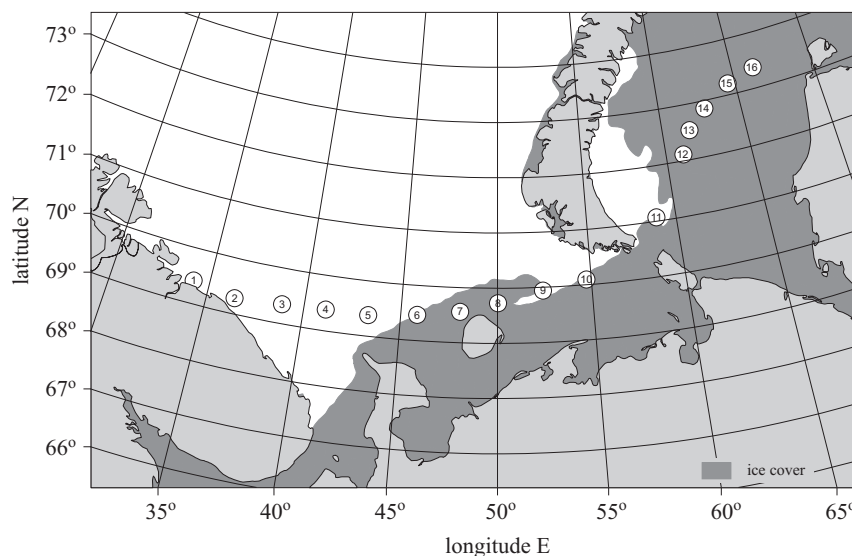 73º
72º
71º
70º
69º
68º
67º
66º
latitude N
1
2
3
4
5
6
7
8
9
10
11
12
13
14
15
16
ice cover
35º 40º 45º 50º 55º 60º 65º
longitude E